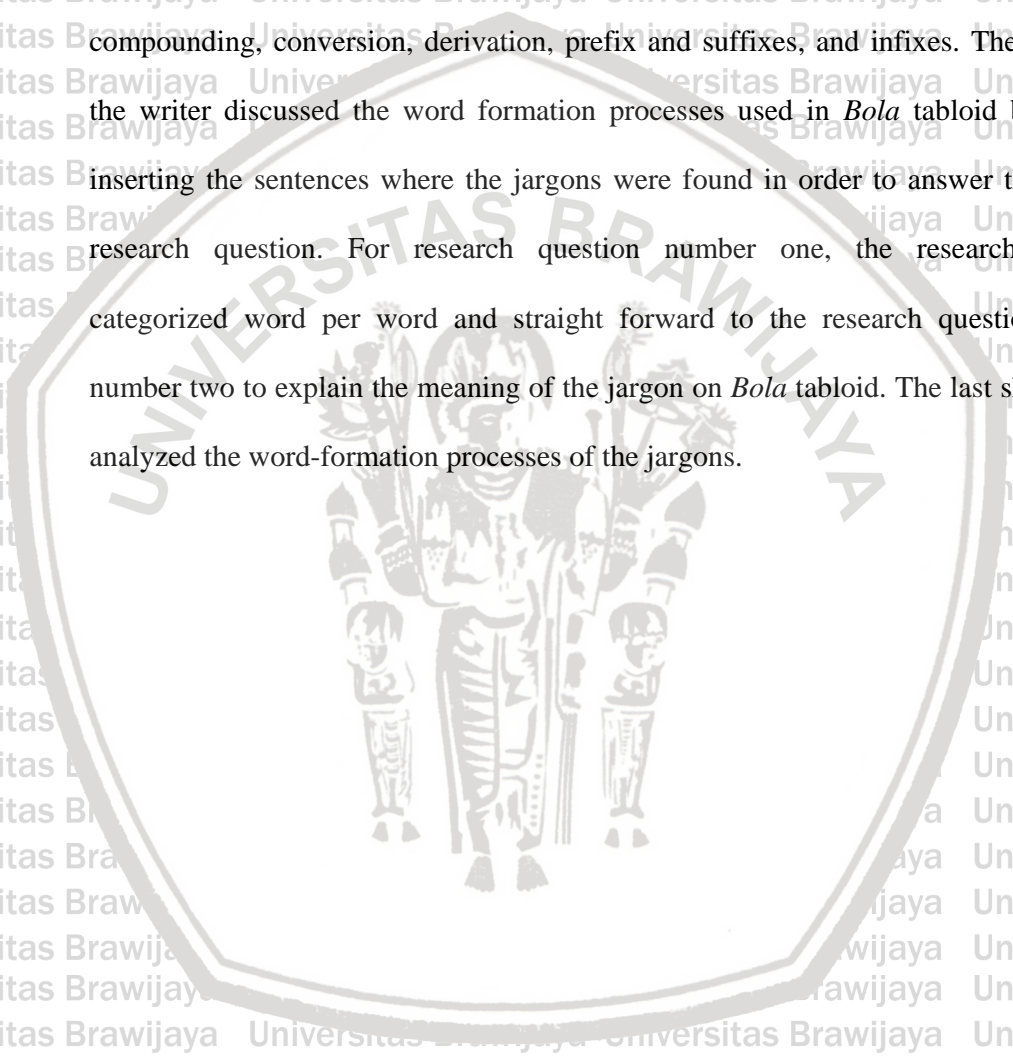 compounding, conversion, derivation, prefix and suffixes, and infixes. The
the writer discussed the word formation processes used in Bola tabloid
inserting the sentences where the jargons were found in order to answer
research question. For research question number one, the research
categorized word per word and straight forward to the research
number two to explain the meaning of the jargon on Bola tabloid. The last
analyzed the word-formation processes of the jargons.
UNIVERSITAS BRAWIJAYA